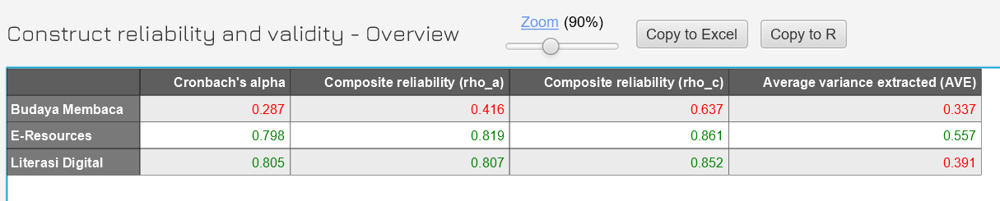 Construct reliability and validity - Overview
Zoom (90%)
Copy to Excel
Copy to R
Cronbach's alpha Composite reliability (rho_a) Composite reliability (rho_c) Average variance extracted (AVE)
Budaya Membaca 0.287 0.416 0.637 0.337
E-Resources 0.798 0.819 0.861 0.557
Literasi Digital 0.805 0.807 0.852 0.391